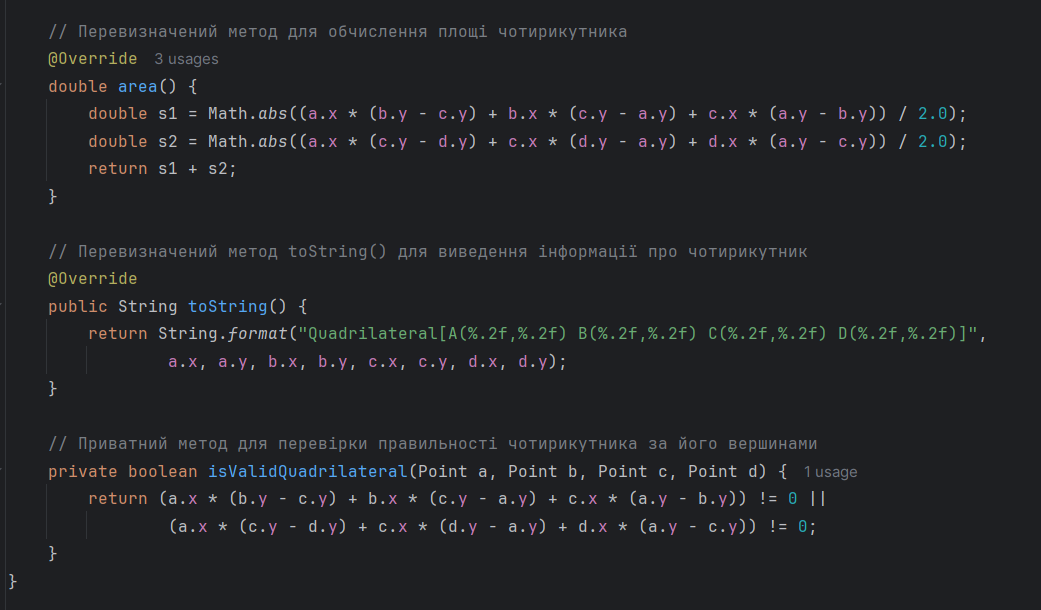 // Перевизначений метод для обчислення площі чотирикутника
@Override 3 usages
double area() {
double s1 = Math.abs((a.x * (b.y - c.y) + b.x * (c.y - a.y) + c.x * (a.y - b.y)) / 2.0);
double s2 = Math.abs((a.x * (c.y - d.y) + c.x * (d.y - a.y) + d.x * (a.y - c.y)) / 2.0);
return s1 + s2;
}
// Перевизначений метод toString() для виведення інформації про чотирикутник
@Override
public String toString() {
return String.format("Quadrilateral[A(%.2f,%.2f) B(%.2f,%.2f) C(%.2f,%.2f) D(%.2f,%.2f)]",
a.x, a.y, b.x, b.y, c.x, c.y, d.x, d.y);
}
// Приватний метод для перевірки правильності чотирикутника за його вершинами
private boolean isValidQuadrilateral(Point a, Point b, Point c, Point d) { 1 usage
return (a.x * (b.y - c.y) + b.x * (c.y - a.y) + c.x * (a.y - b.y)) != 0 ||
(a.x * (c.y - d.y) + c.x * (d.y - a.y) + d.x * (a.y - c.y)) != 0;
}
}